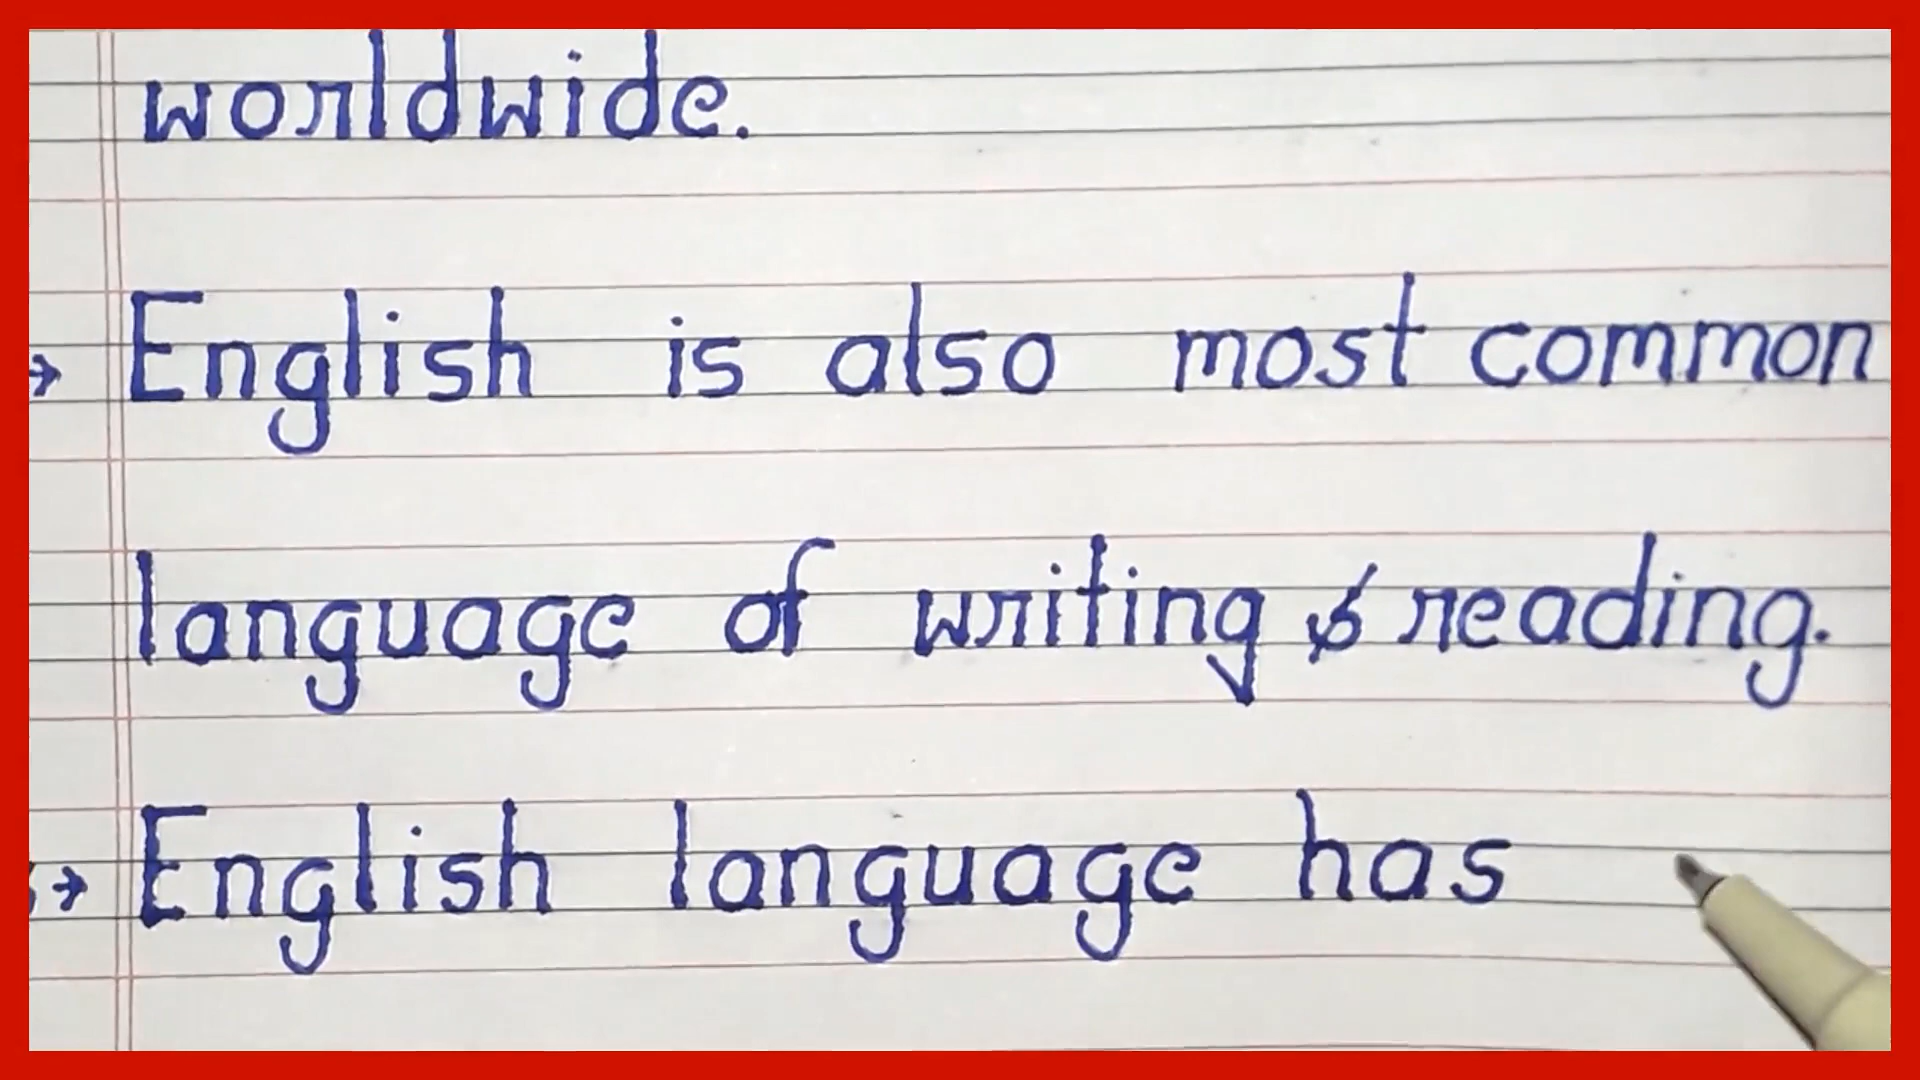 worldwide.
→ English is also most common
language of writing & reading.
→ English language has